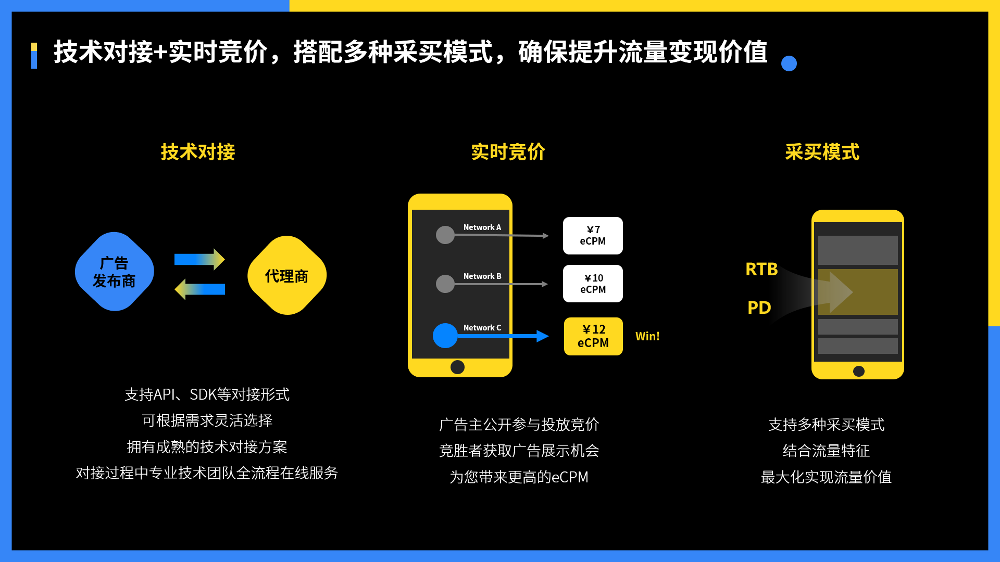 技术对接+实时竞价，搭配多种采买模式，确保提升流量变现价值
技术对接
广告
发布商
代理商
支持API、SDK等对接形式
可根据需求灵活选择
拥有成熟的技术对接方案
对接过程中专业技术团队全流程在线服务
实时竞价
Network A
¥7
eCPM
Network B
¥10
eCPM
Network C
¥12
eCPM
Win!
广告主公开参与投放竞价
竞胜者获取广告展示机会
为您带来更高的eCPM
采买模式
RTB
PD
支持多种采买模式
结合流量特征
最大化实现流量价值